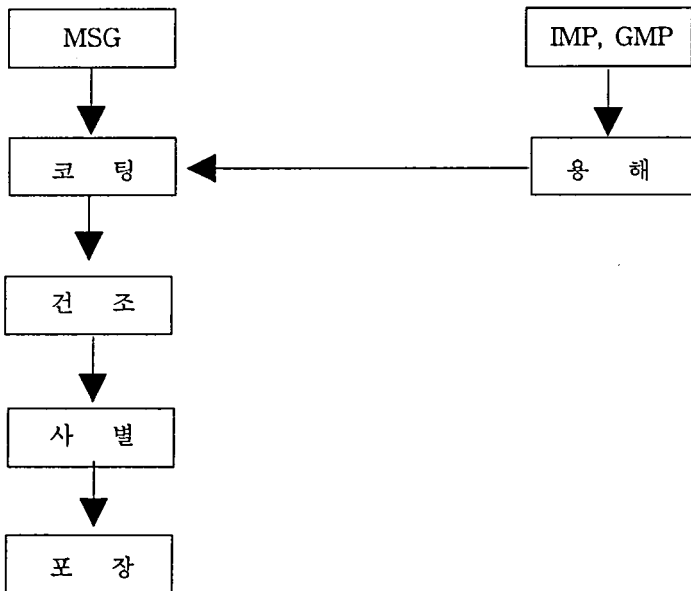 MSG
IMP, GMP
코 팅
용 해
건 조
사 별
포 장